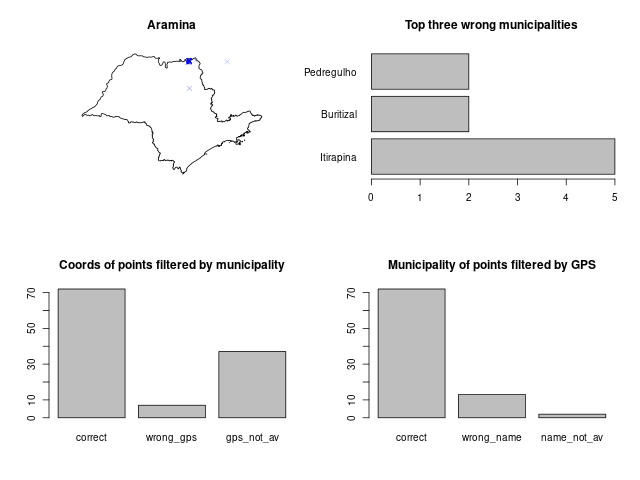 Aramina
Top three wrong municipalities
Pedregulho
Buritizal
Itirapina
0 1 2 3 4 5
Coords of points filtered by municipality
70
50
30
10
0
correct wrong_gps gps_not_av
Municipality of points filtered by GPS
70
50
30
10
0
correct wrong_name name_not_av